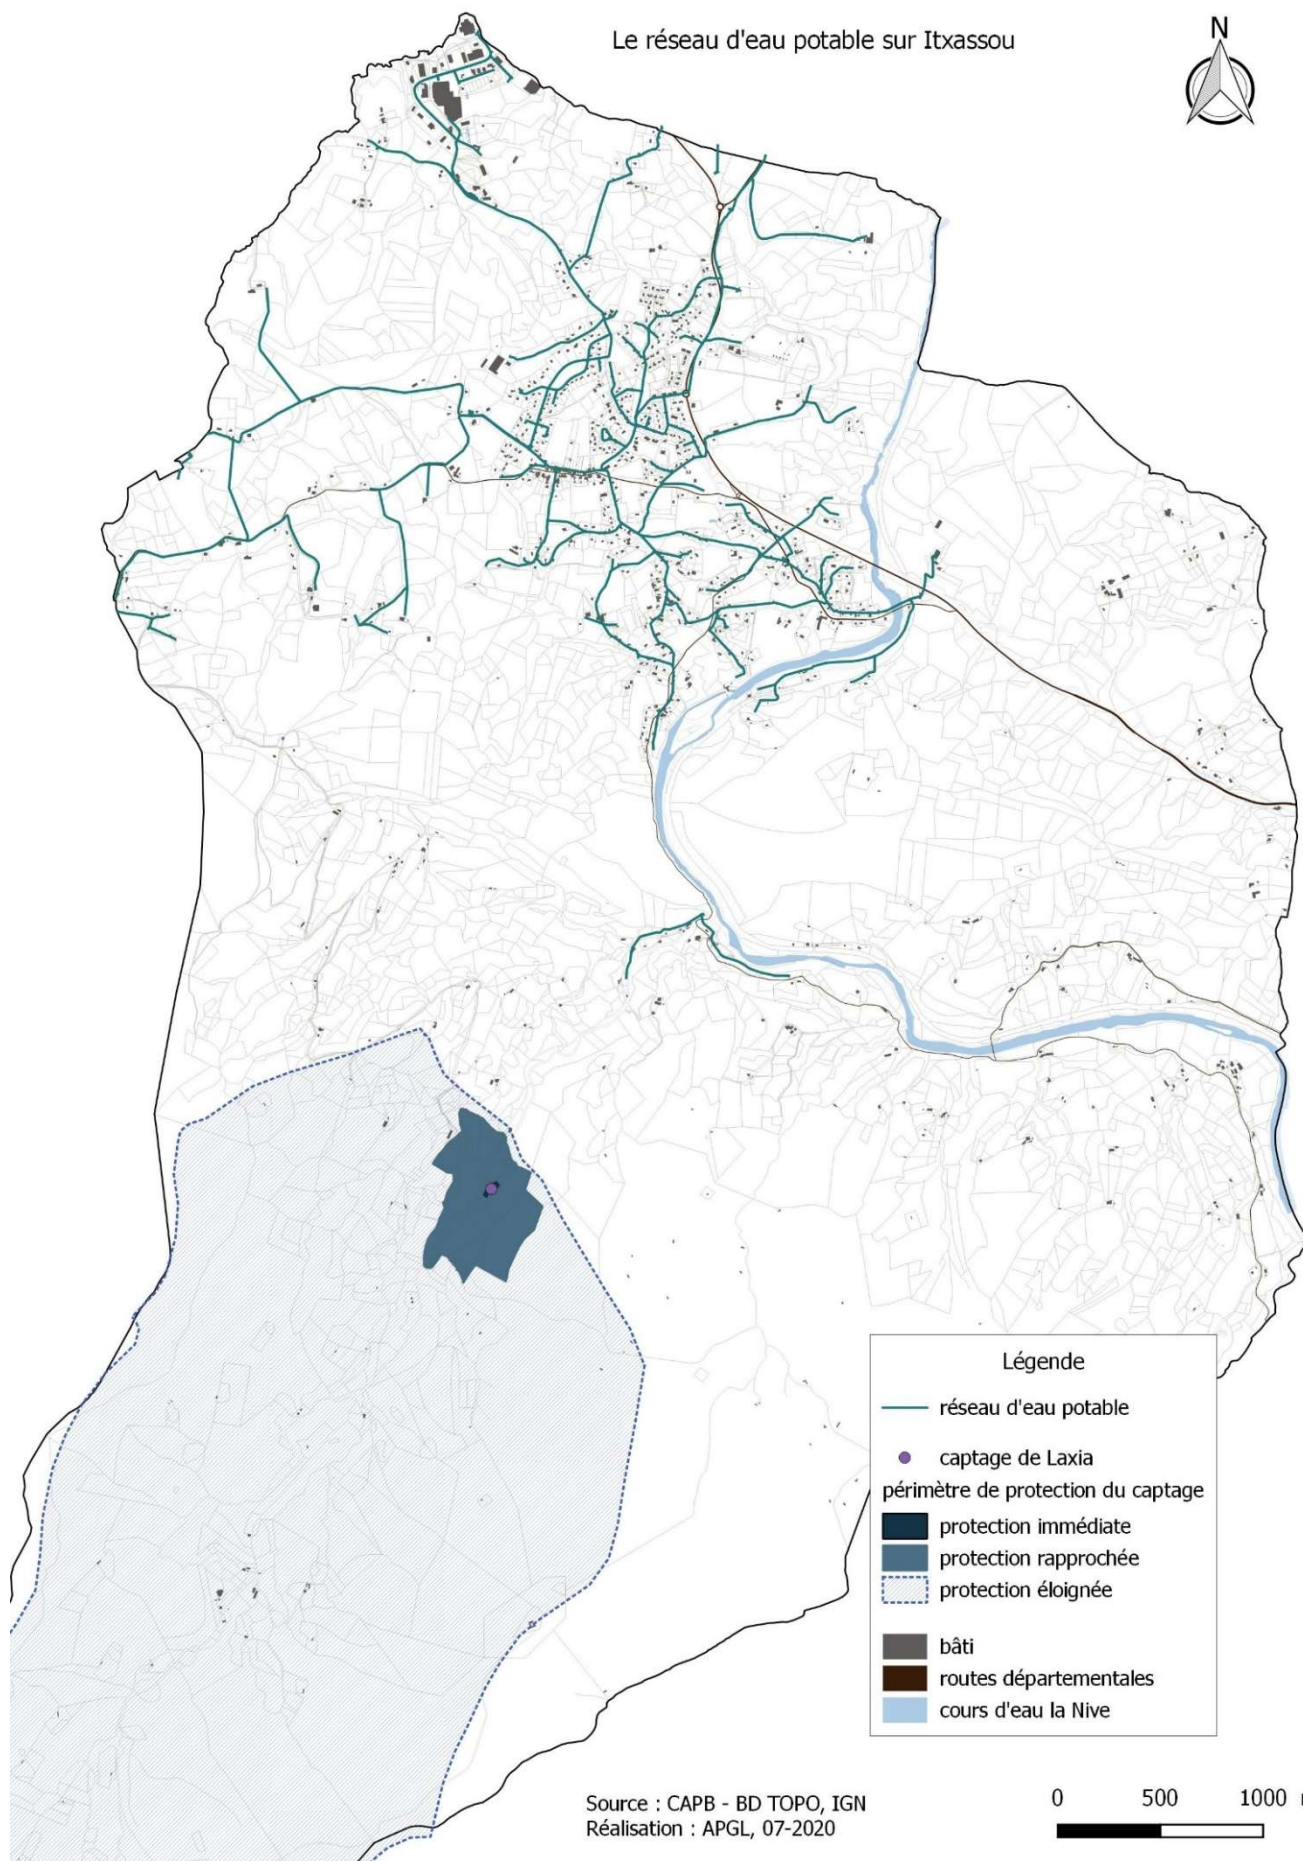 Le réseau d'eau potable sur Itxassou
N
Légende
réseau d'eau potable
captage de Laxia
périmètre de protection du captage
protection immédiate
protection rapprochée
protection éloignée
bâti
routes départementales
cours d'eau la Nive
Source : CAPB - BD TOPO, IGN
Réalisation : APGL, 07-2020
0 500 1000